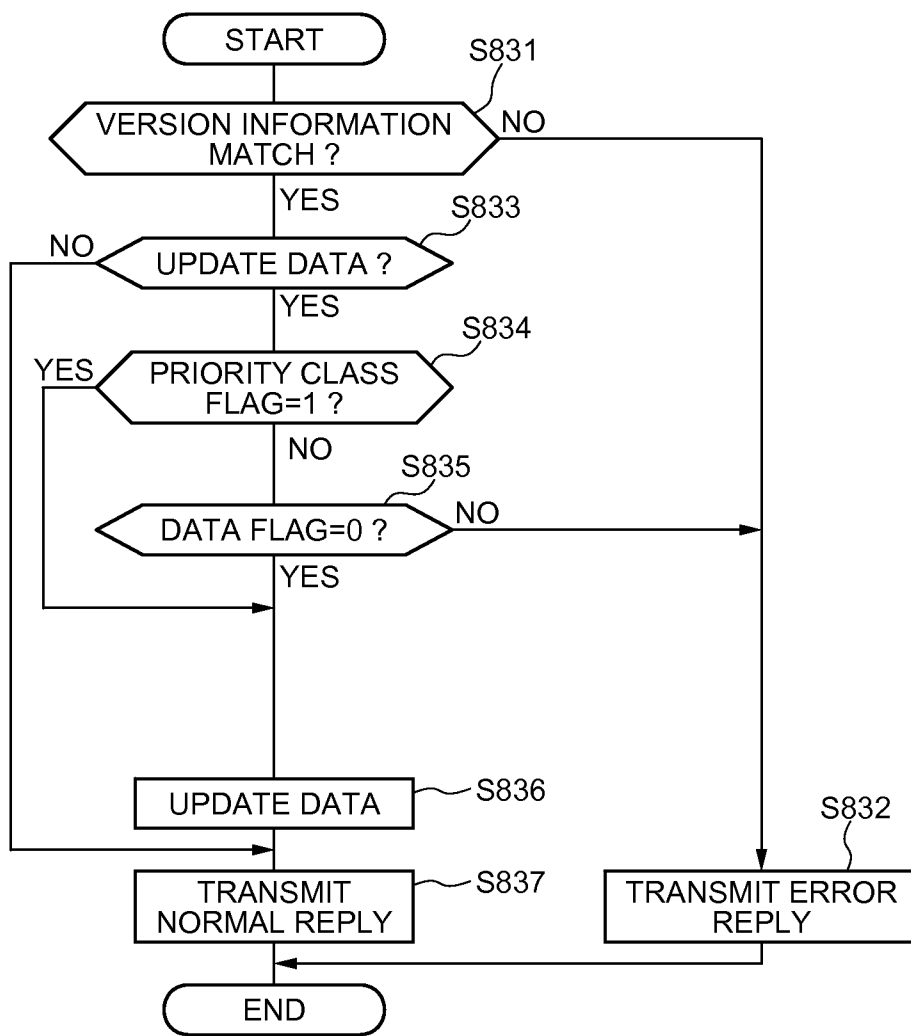 START
S831
VERSION INFORMATION
MATCH ?
NO
YES
S833
NO
UPDATE DATA ?
YES
S834
YES
PRIORITY CLASS
FLAG=1 ?
NO
S835
DATA FLAG=0 ?
NO
YES
UPDATE DATA
S836
S832
TRANSMIT
NORMAL REPLY
S837
TRANSMIT ERROR
REPLY
END